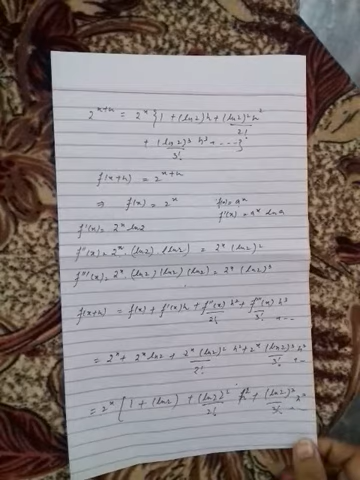 2^{x+h} = 2^x {1 + (ln2)h + (ln2)^2 h^2 / 2!
+ (ln2)^3 h^3 / 3! + ---}
f(x+h) = 2^{x+h}
⇒ f(x) = 2^x f(x) = a^x
f'(x) = 2^x ln2 f'(x) = a^x ln a
f''(x) = 2^x (ln2) (ln2) = 2^x (ln2)^2
f'''(x) = 2^x (ln2) (ln2) (ln2) = 2^x (ln2)^3
f(x+h) = f(x) + f'(x)h + f''(x) h^2 / 2! + f'''(x) h^3 / 3! ...
= 2^x + 2^x ln2 + 2^x (ln2)^2 h^2 / 2! + 2^x (ln2)^3 h^3 / 3! + ...
= 2^x [1 + (ln2) + (ln2)^2 / 2! h^2 + (ln2)^3 / 3!